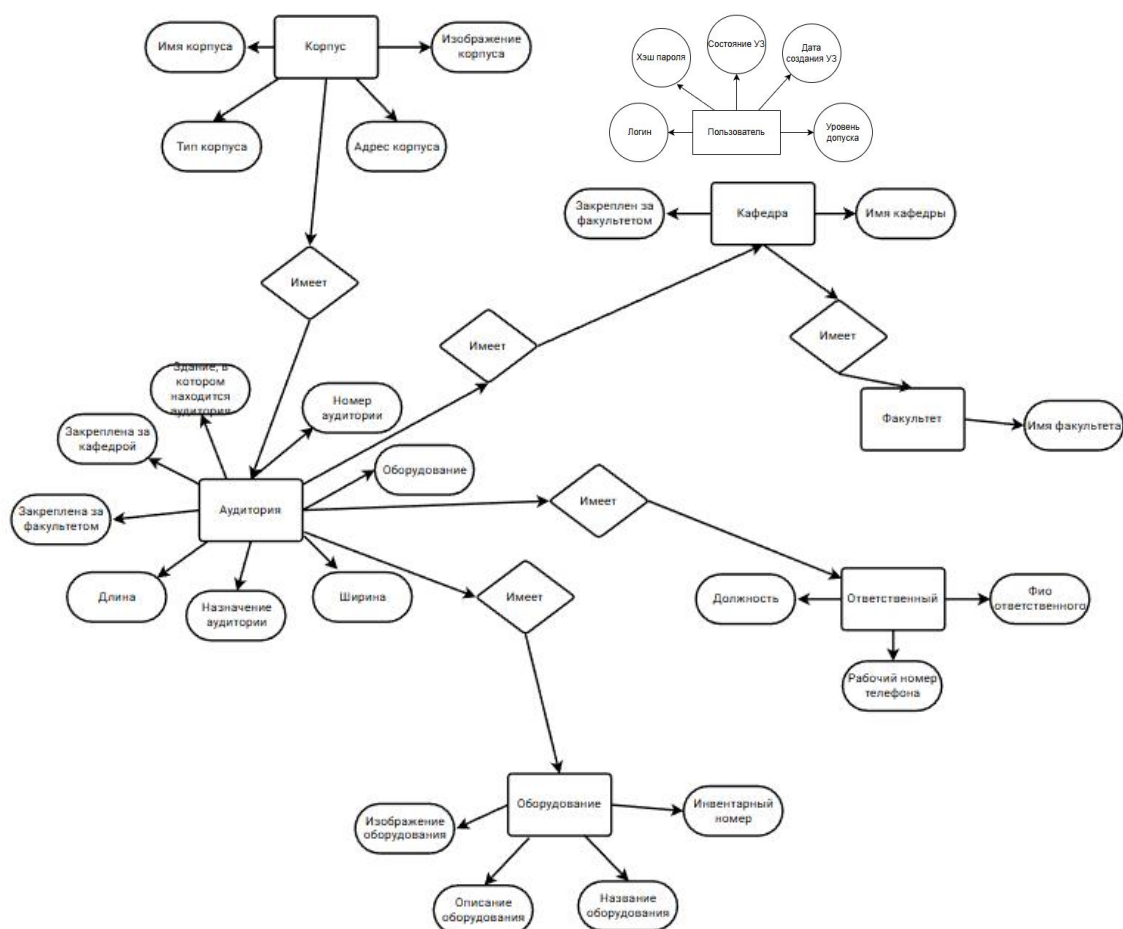 Имя корпуса
Корпус
Изображение
корпуса
Тип корпуса
Адрес корпуса
Хэш пароля
Состояние УЗ
Дата
создания УЗ
Логин
Пользователь
Уровень
допуска
Закреплен за
факультетом
Кафедра
Имя кафедры
Имеет
Имеет
Имеет
Здание, в
котором
находится
аудитория
Номер
аудитории
Факультет
Имя факультета
Закреплена за
кафедрой
Оборудование
Закреплена за
факультетом
Аудитория
Имеет
Длина
Назначение
аудитории
Ширина
Имеет
Должность
Ответственный
Фио
ответственного
Рабочий номер
телефона
Изображение
оборудования
Оборудование
Инвентарный
номер
Описание
оборудования
Название
оборудования